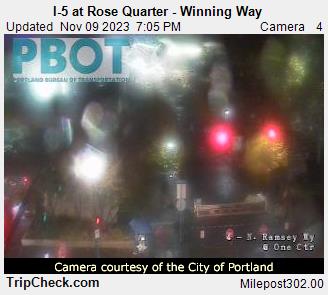 I-5 at Rose Quarter - Winning Way
Updated Nov 09 2023 7:05 PM Camera 4
PBOT
PORTLAND BUREAU OF TRANSPORTATION
- N. Ramsey Wy
@ One Ctr
Camera courtesy of the City of Portland
TripCheck.com Milepost302.00